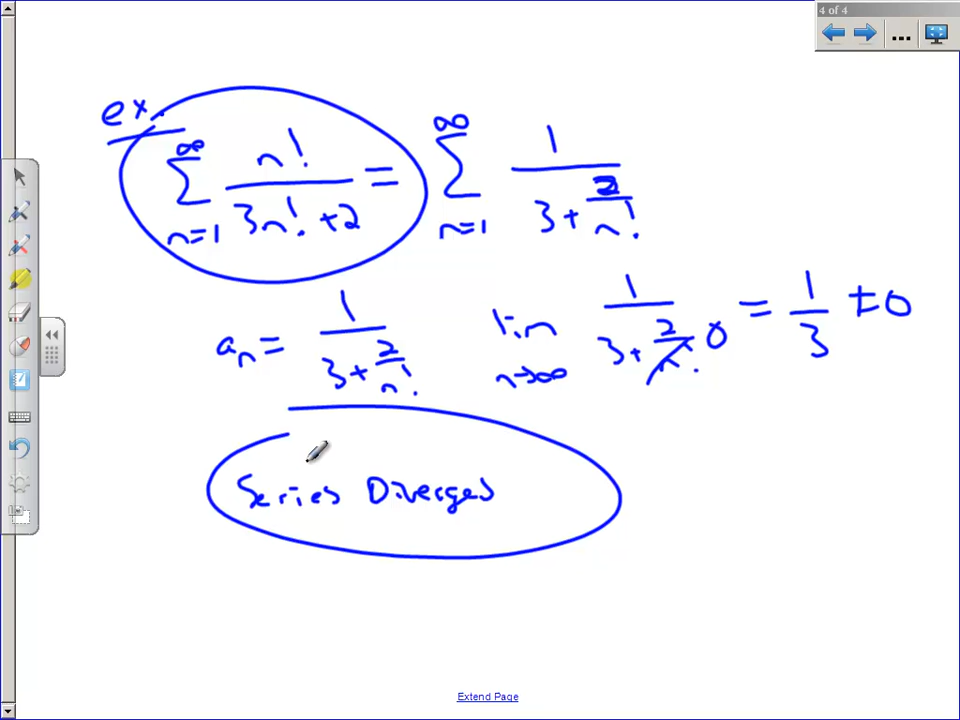 4 of 4
ex.
∞ ∑ n=1 n!/(3n! + 2) = ∞ ∑ n=1 1/(3 + 2/n!)
aₙ = 1/(3 + 2/n!) lim n→∞ 1/(3 + 2/n!) 0 = 1/3 ≠ 0
Series Diverges
Extend Page